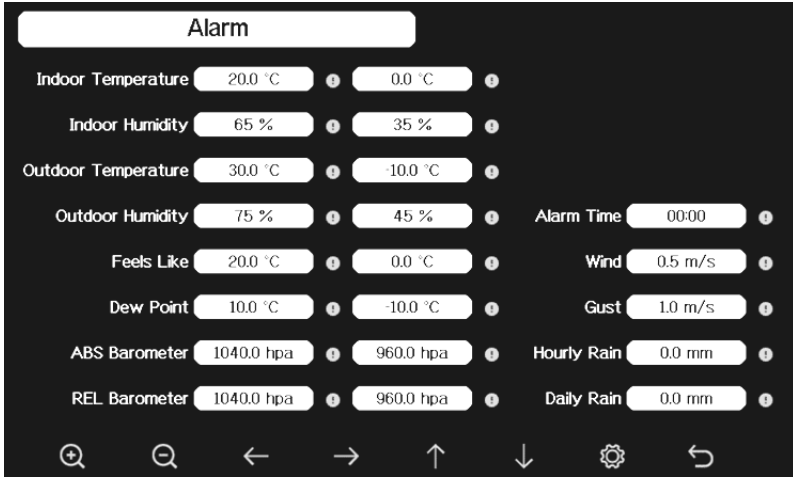 Alarm
Indoor Temperature 20.0 °C 0.0 °C
Indoor Humidity 65 % 35 %
Outdoor Temperature 30.0 °C -10.0 °C
Outdoor Humidity 75 % 45 % Alarm Time 00:00
Feels Like 20.0 °C 0.0 °C Wind 0.5 m/s
Dew Point 10.0 °C -10.0 °C Gust 1.0 m/s
ABS Barometer 1040.0 hpa 960.0 hpa Hourly Rain 0.0 mm
REL Barometer 1040.0 hpa 960.0 hpa Daily Rain 0.0 mm